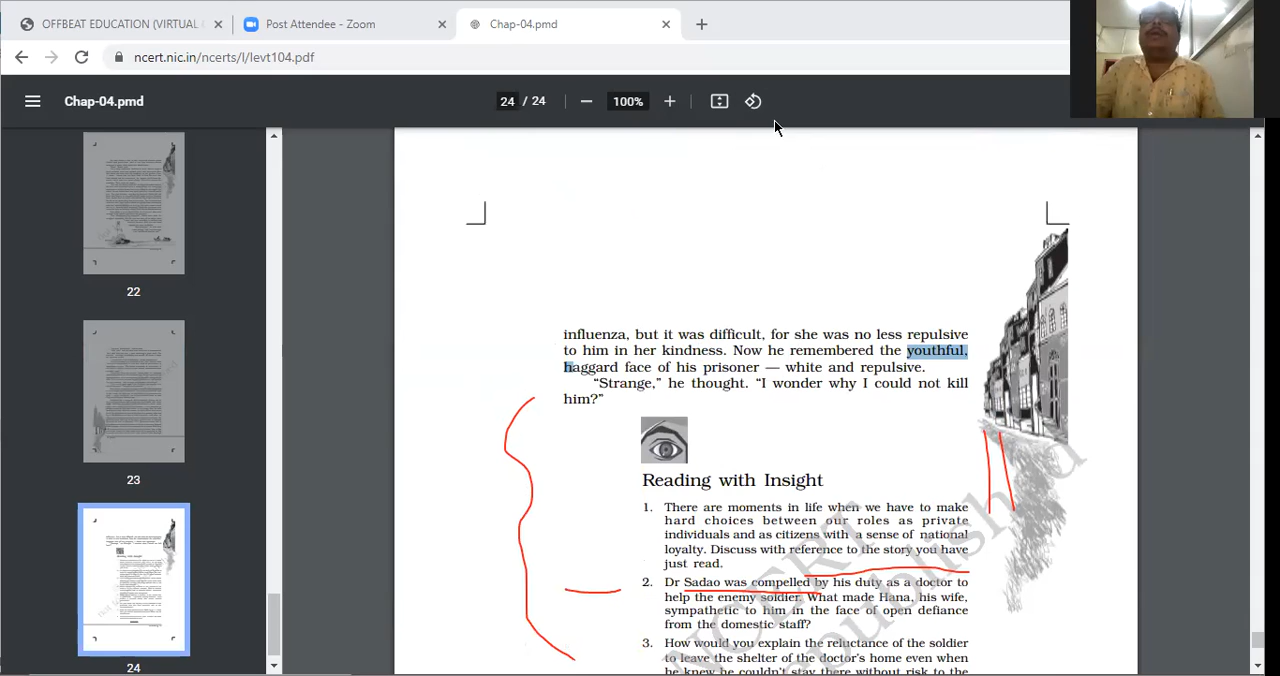 OFFBEAT EDUCATION (VIRTUAL
Post Attendee - Zoom
Chap-04.pmd
ncert.nic.in/ncerts/l/levt104.pdf
Chap-04.pmd
24 / 24
100%
22
23
24
influenza, but it was difficult, for she was no less repulsive
to him in her kindness. Now he remembered the youthful,
haggard face of his prisoner — white and repulsive.
“Strange,” he thought. “I wonder why I could not kill
him?”
Reading with Insight
1. There are moments in life when we have to make
hard choices between our roles as private
individuals and as citizens with a sense of national
loyalty. Discuss with reference to the story you have
just read.
2. Dr Sadao was compelled by his duty as a doctor to
help the enemy soldier. What made Hana, his wife,
sympathetic to him in the face of open defiance
from the domestic staff?
3. How would you explain the reluctance of the soldier
to leave the shelter of the doctor’s home even when
he knew he couldn’t stay there without risk to the
NCERT